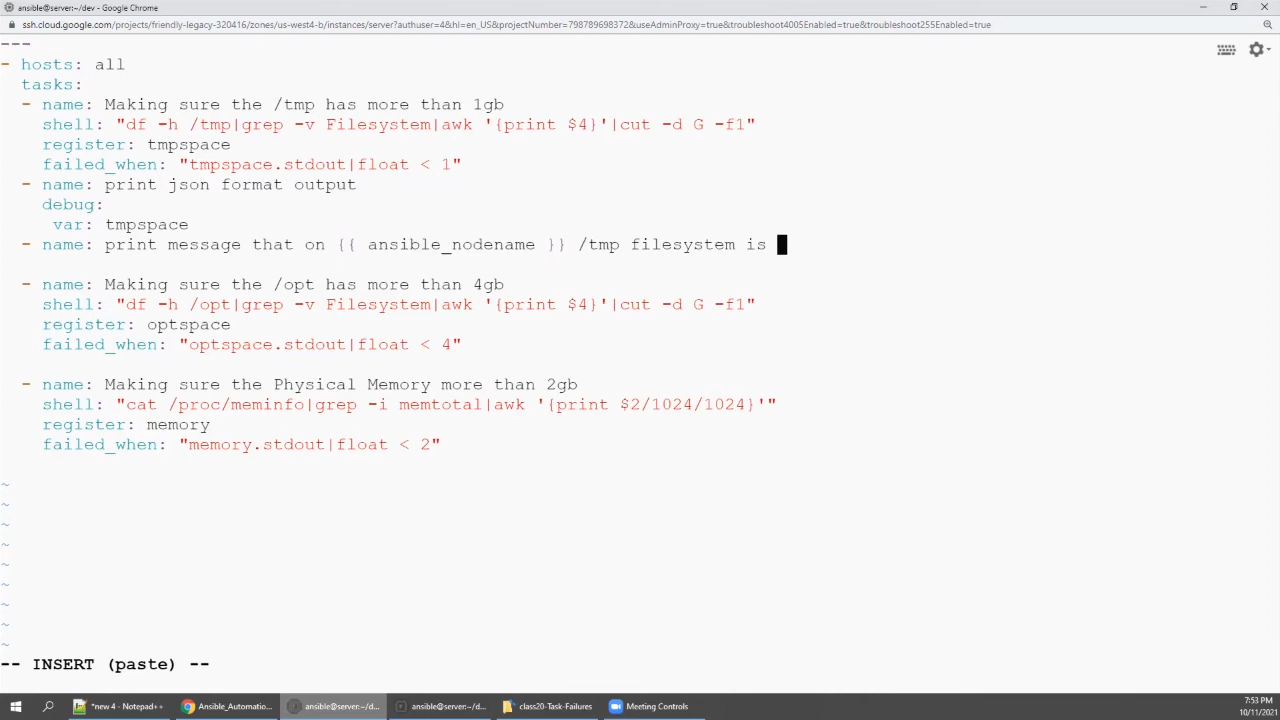 ansible@server:~/dev - Google Chrome
ssh.cloud.google.com/projects/friendly-legacy-320416/zones/us-west4-b/instances/server?authuser=4&hl=en_US&projectNumber=798789698372&useAdminProxy=true&troubleshoot4005Enabled=true&troubleshoot255Enabled=true
---
- hosts: all
  tasks:
  - name: Making sure the /tmp has more than 1gb
    shell: "df -h /tmp|grep -v Filesystem|awk '{print $4}'|cut -d G -f1"
    register: tmpspace
    failed_when: "tmpspace.stdout|float < 1"
  - name: print json format output
    debug:
     var: tmpspace
  - name: print message that on {{ ansible_nodename }} /tmp filesystem is
  - name: Making sure the /opt has more than 4gb
    shell: "df -h /opt|grep -v Filesystem|awk '{print $4}'|cut -d G -f1"
    register: optspace
    failed_when: "optspace.stdout|float < 4"
  - name: Making sure the Physical Memory more than 2gb
    shell: "cat /proc/meminfo|grep -i memtotal|awk '{print $2/1024/1024}'"
    register: memory
    failed_when: "memory.stdout|float < 2"
~
~
~
~
~
~
~
~
~
-- INSERT (paste) --
*new 4 - Notepad++
Ansible_Automatio...
ansible@server:~/d...
ansible@server:~/d...
class20-Task-Failures
Meeting Controls
7:53 PM
10/11/2021